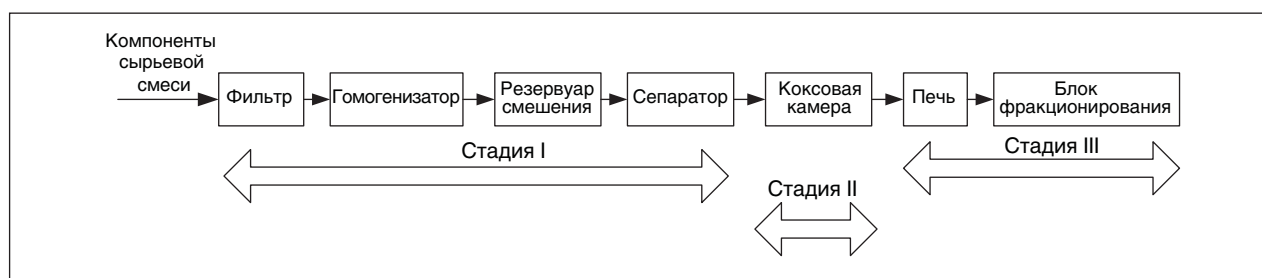 Компоненты
сырьевой
смеси
Фильтр
Гомогенизатор
Резервуар
смешения
Сепаратор
Коксовая
камера
Печь
Блок
фракционирования
Стадия I
Стадия II
Стадия III